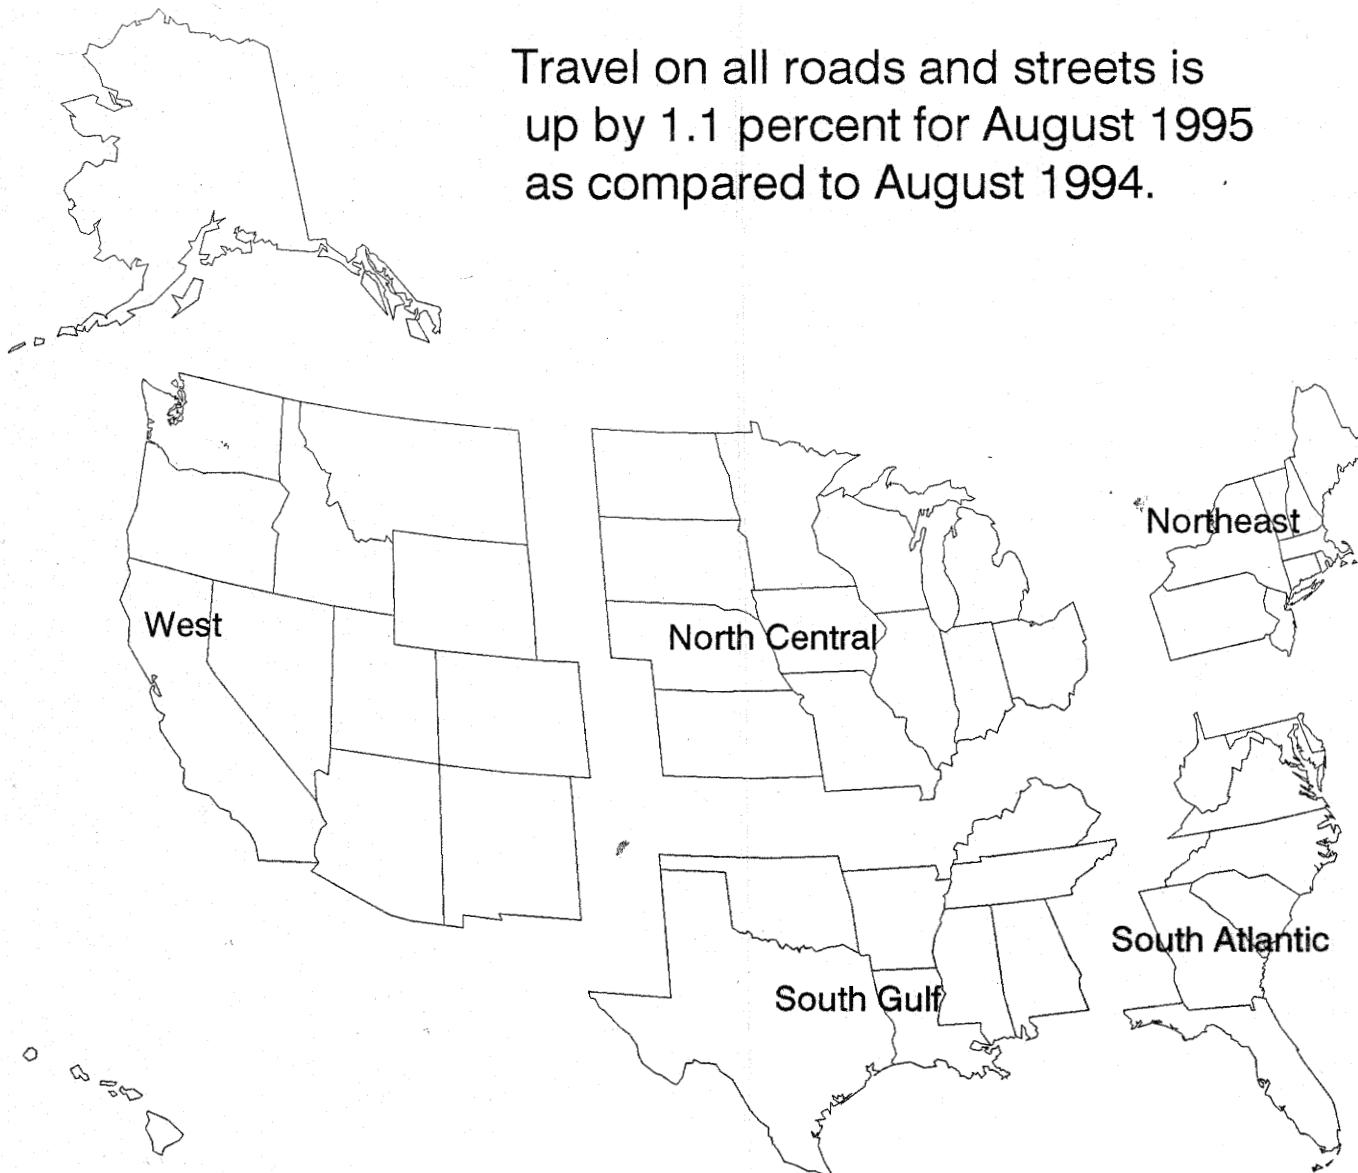 Travel on all roads and streets is
up by 1.1 percent for August 1995
as compared to August 1994.
Northeast
West
North Central
South Atlantic
South Gulf